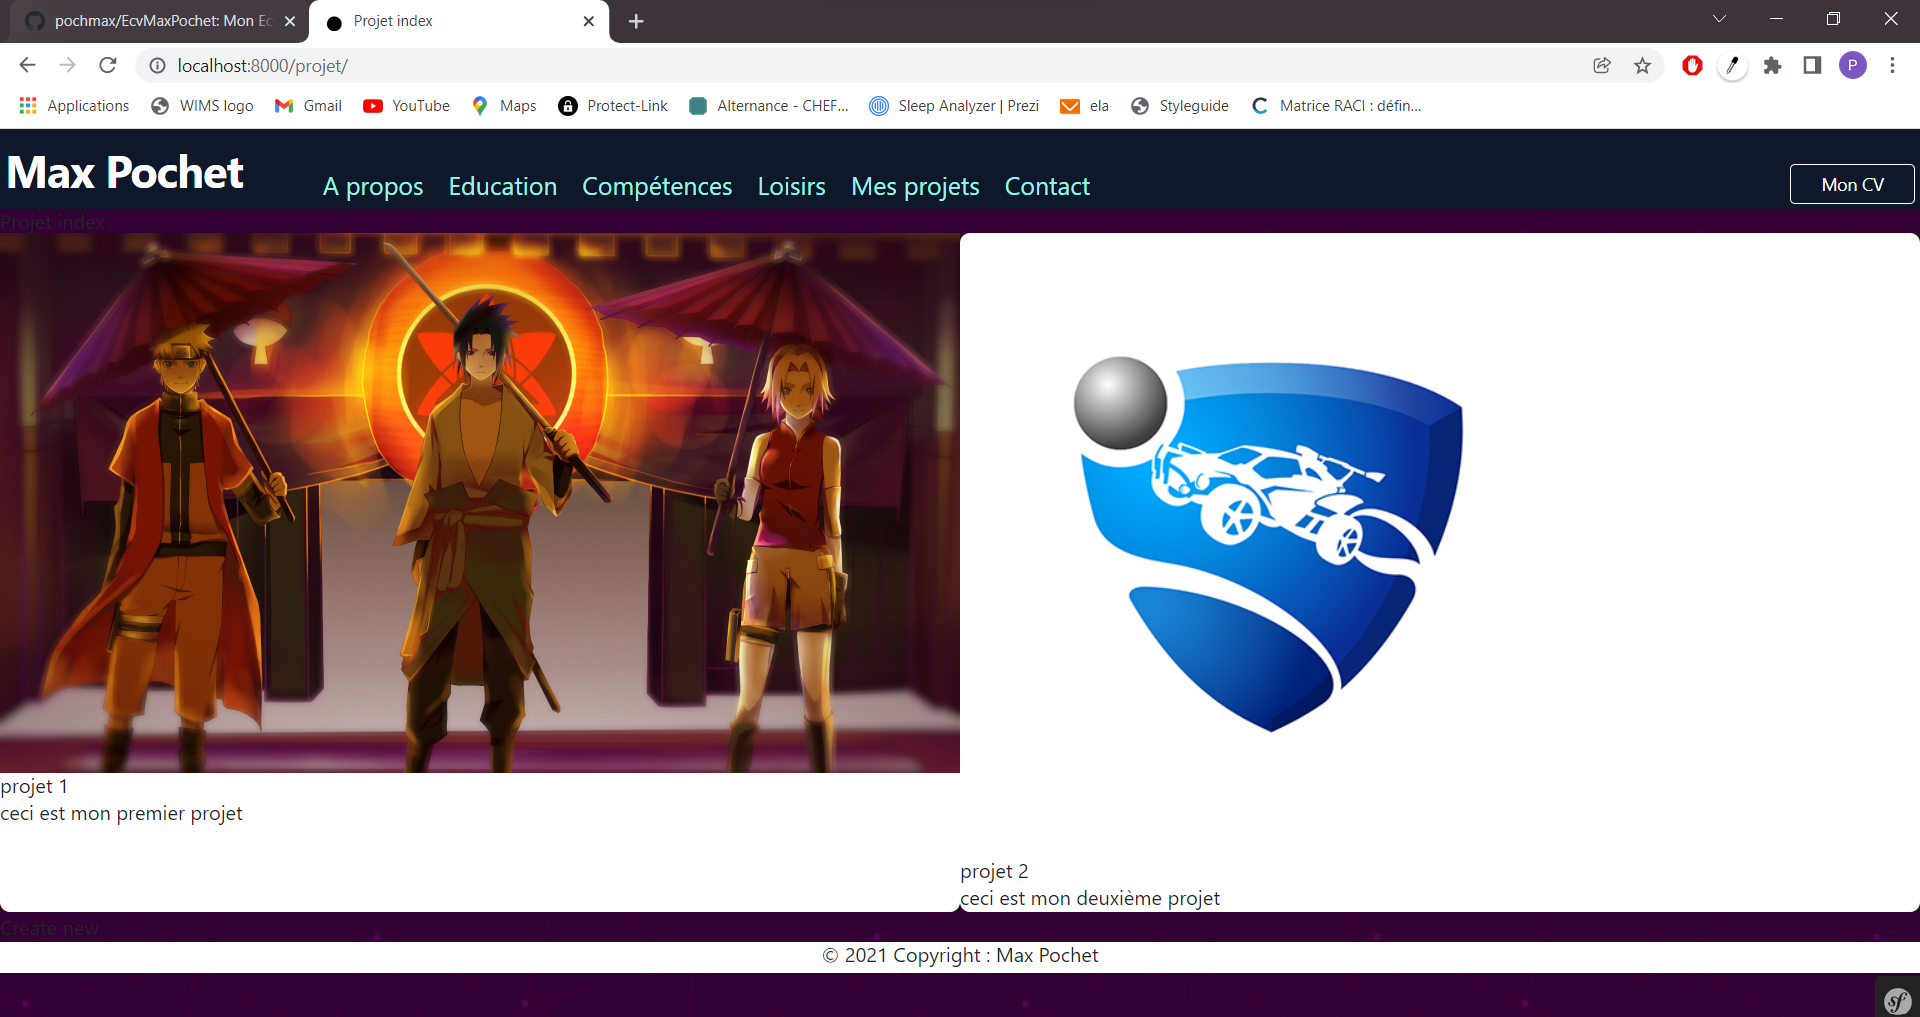 pochmax/EcvMaxPochet: Mon Ec
Projet index
localhost:8000/projet/
P
Applications
WIMS logo
Gmail
YouTube
Maps
Protect-Link
Alternance - CHEF...
Sleep Analyzer | Prezi
ela
Styleguide
Matrice RACI : défin...
Max Pochet
A propos
Education
Compétences
Loisirs
Mes projets
Contact
Mon CV
Projet index
projet 1
ceci est mon premier projet
projet 2
ceci est mon deuxième projet
Create new
© 2021 Copyright : Max Pochet
sf